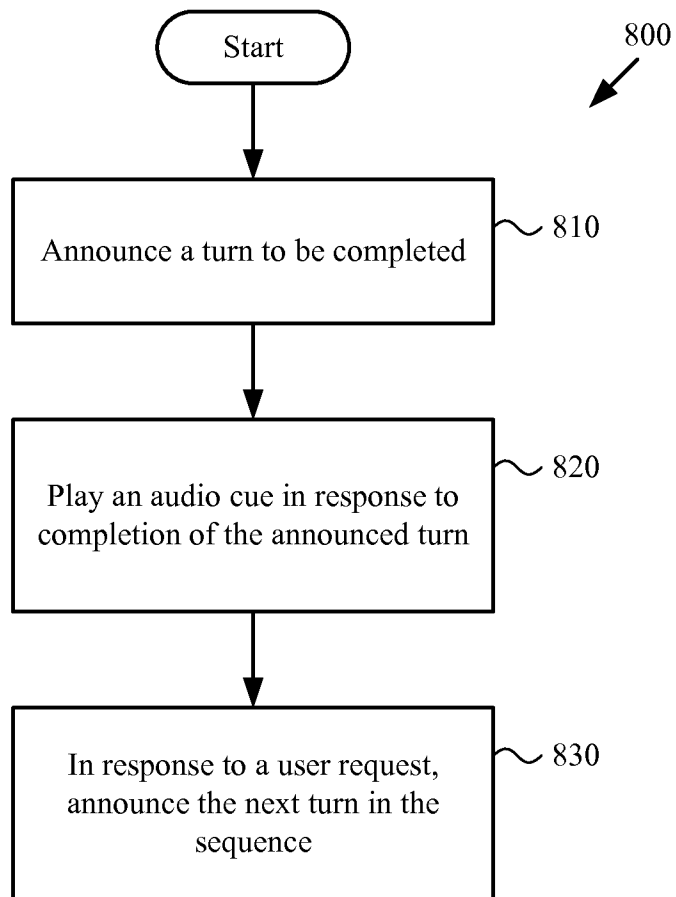 Start
800
Announce a turn to be completed
810
Play an audio cue in response to
completion of the announced turn
820
In response to a user request,
announce the next turn in the
sequence
830